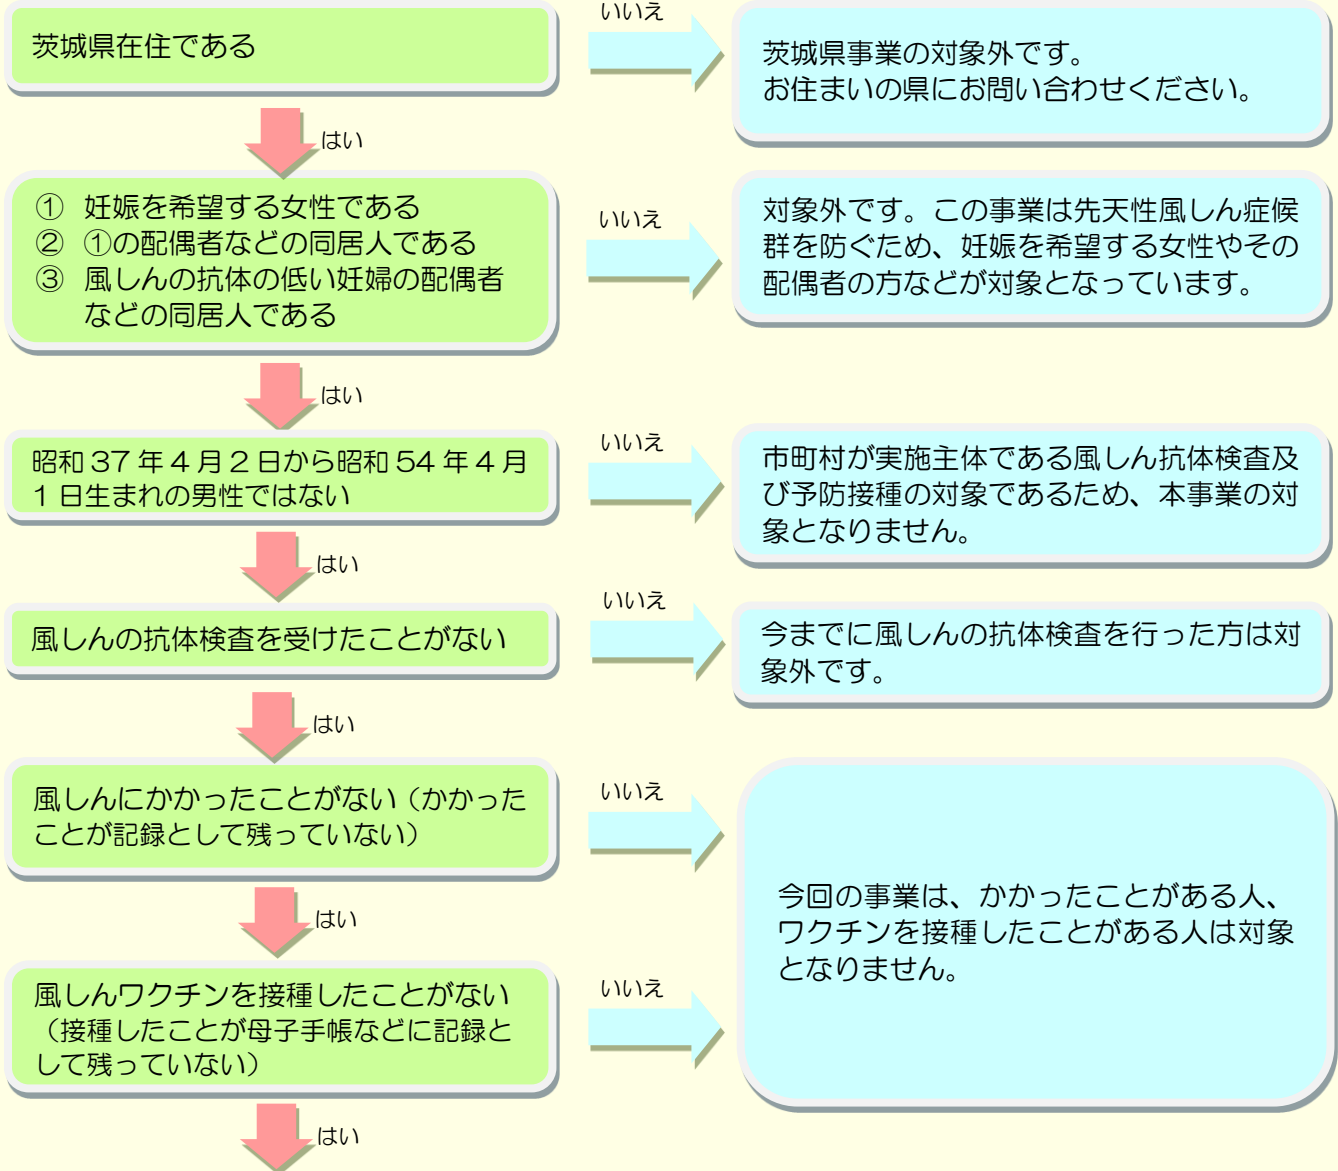 茨城県在住である
いいえ
茨城県事業の対象外です。
お住まいの県にお問い合わせください。
はい
① 妊娠を希望する女性である
② ①の配偶者などの同居人である
③ 風しんの抗体の低い妊婦の配偶者
などの同居人である
いいえ
対象外です。この事業は先天性風しん症候
群を防ぐため、妊娠を希望する女性やその
配偶者の方などが対象となっています。
はい
昭和 37 年 4 月 2 日から昭和 54 年 4 月
1 日生まれの男性ではない
いいえ
市町村が実施主体である風しん抗体検査及
び予防接種の対象であるため、本事業の対
象となりません。
はい
風しんの抗体検査を受けたことがない
いいえ
今までに風しんの抗体検査を行った方は対
象外です。
はい
風しんにかかったことがない（かかった
ことが記録として残っていない）
いいえ
はい
今回の事業は、かかったことがある人、
ワクチンを接種したことがある人は対象
となりません。
風しんワクチンを接種したことがない
（接種したことが母子手帳などに記録と
して残っていない）
いいえ
はい